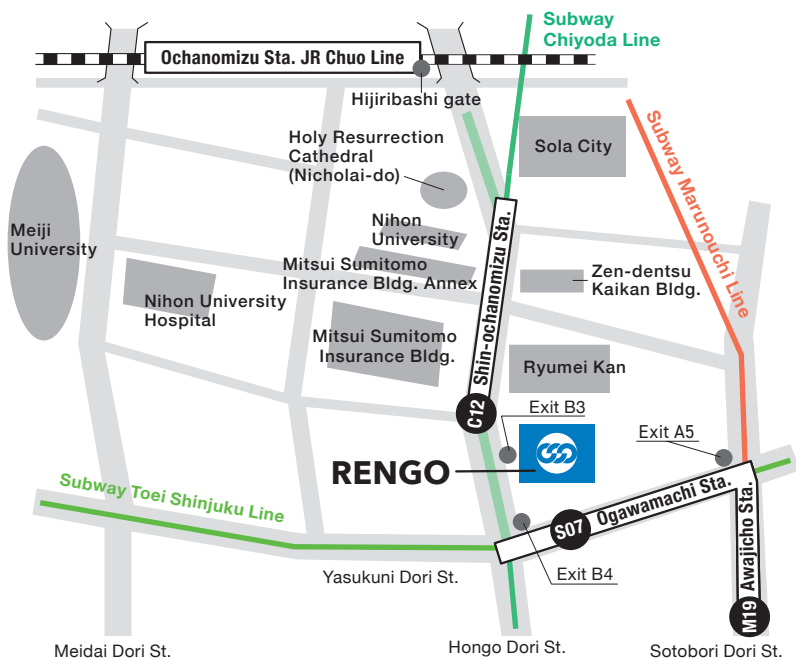 Subway
Chiyoda Line
Ochanomizu Sta. JR Chuo Line
Hijiribashi gate
Holy Resurrection
Cathedral
(Nicholai-do)
Sola City
Subway Marunouchi Line
Meiji
University
Nihon
University
Shin-ochanomizu Sta.
C12
Mitsui Sumitomo
Insurance Bldg. Annex
Zen-dentsu
Kaikan Bldg.
Nihon University
Hospital
Mitsui Sumitomo
Insurance Bldg.
Ryumei Kan
Exit B3
Exit A5
RENGO
Subway Toei Shinjuku Line
Ogawamachi Sta.
S07
Awajicho Sta.
M19
Exit B4
Yasukuni Dori St.
Meidai Dori St.
Hongo Dori St.
Sotobori Dori St.